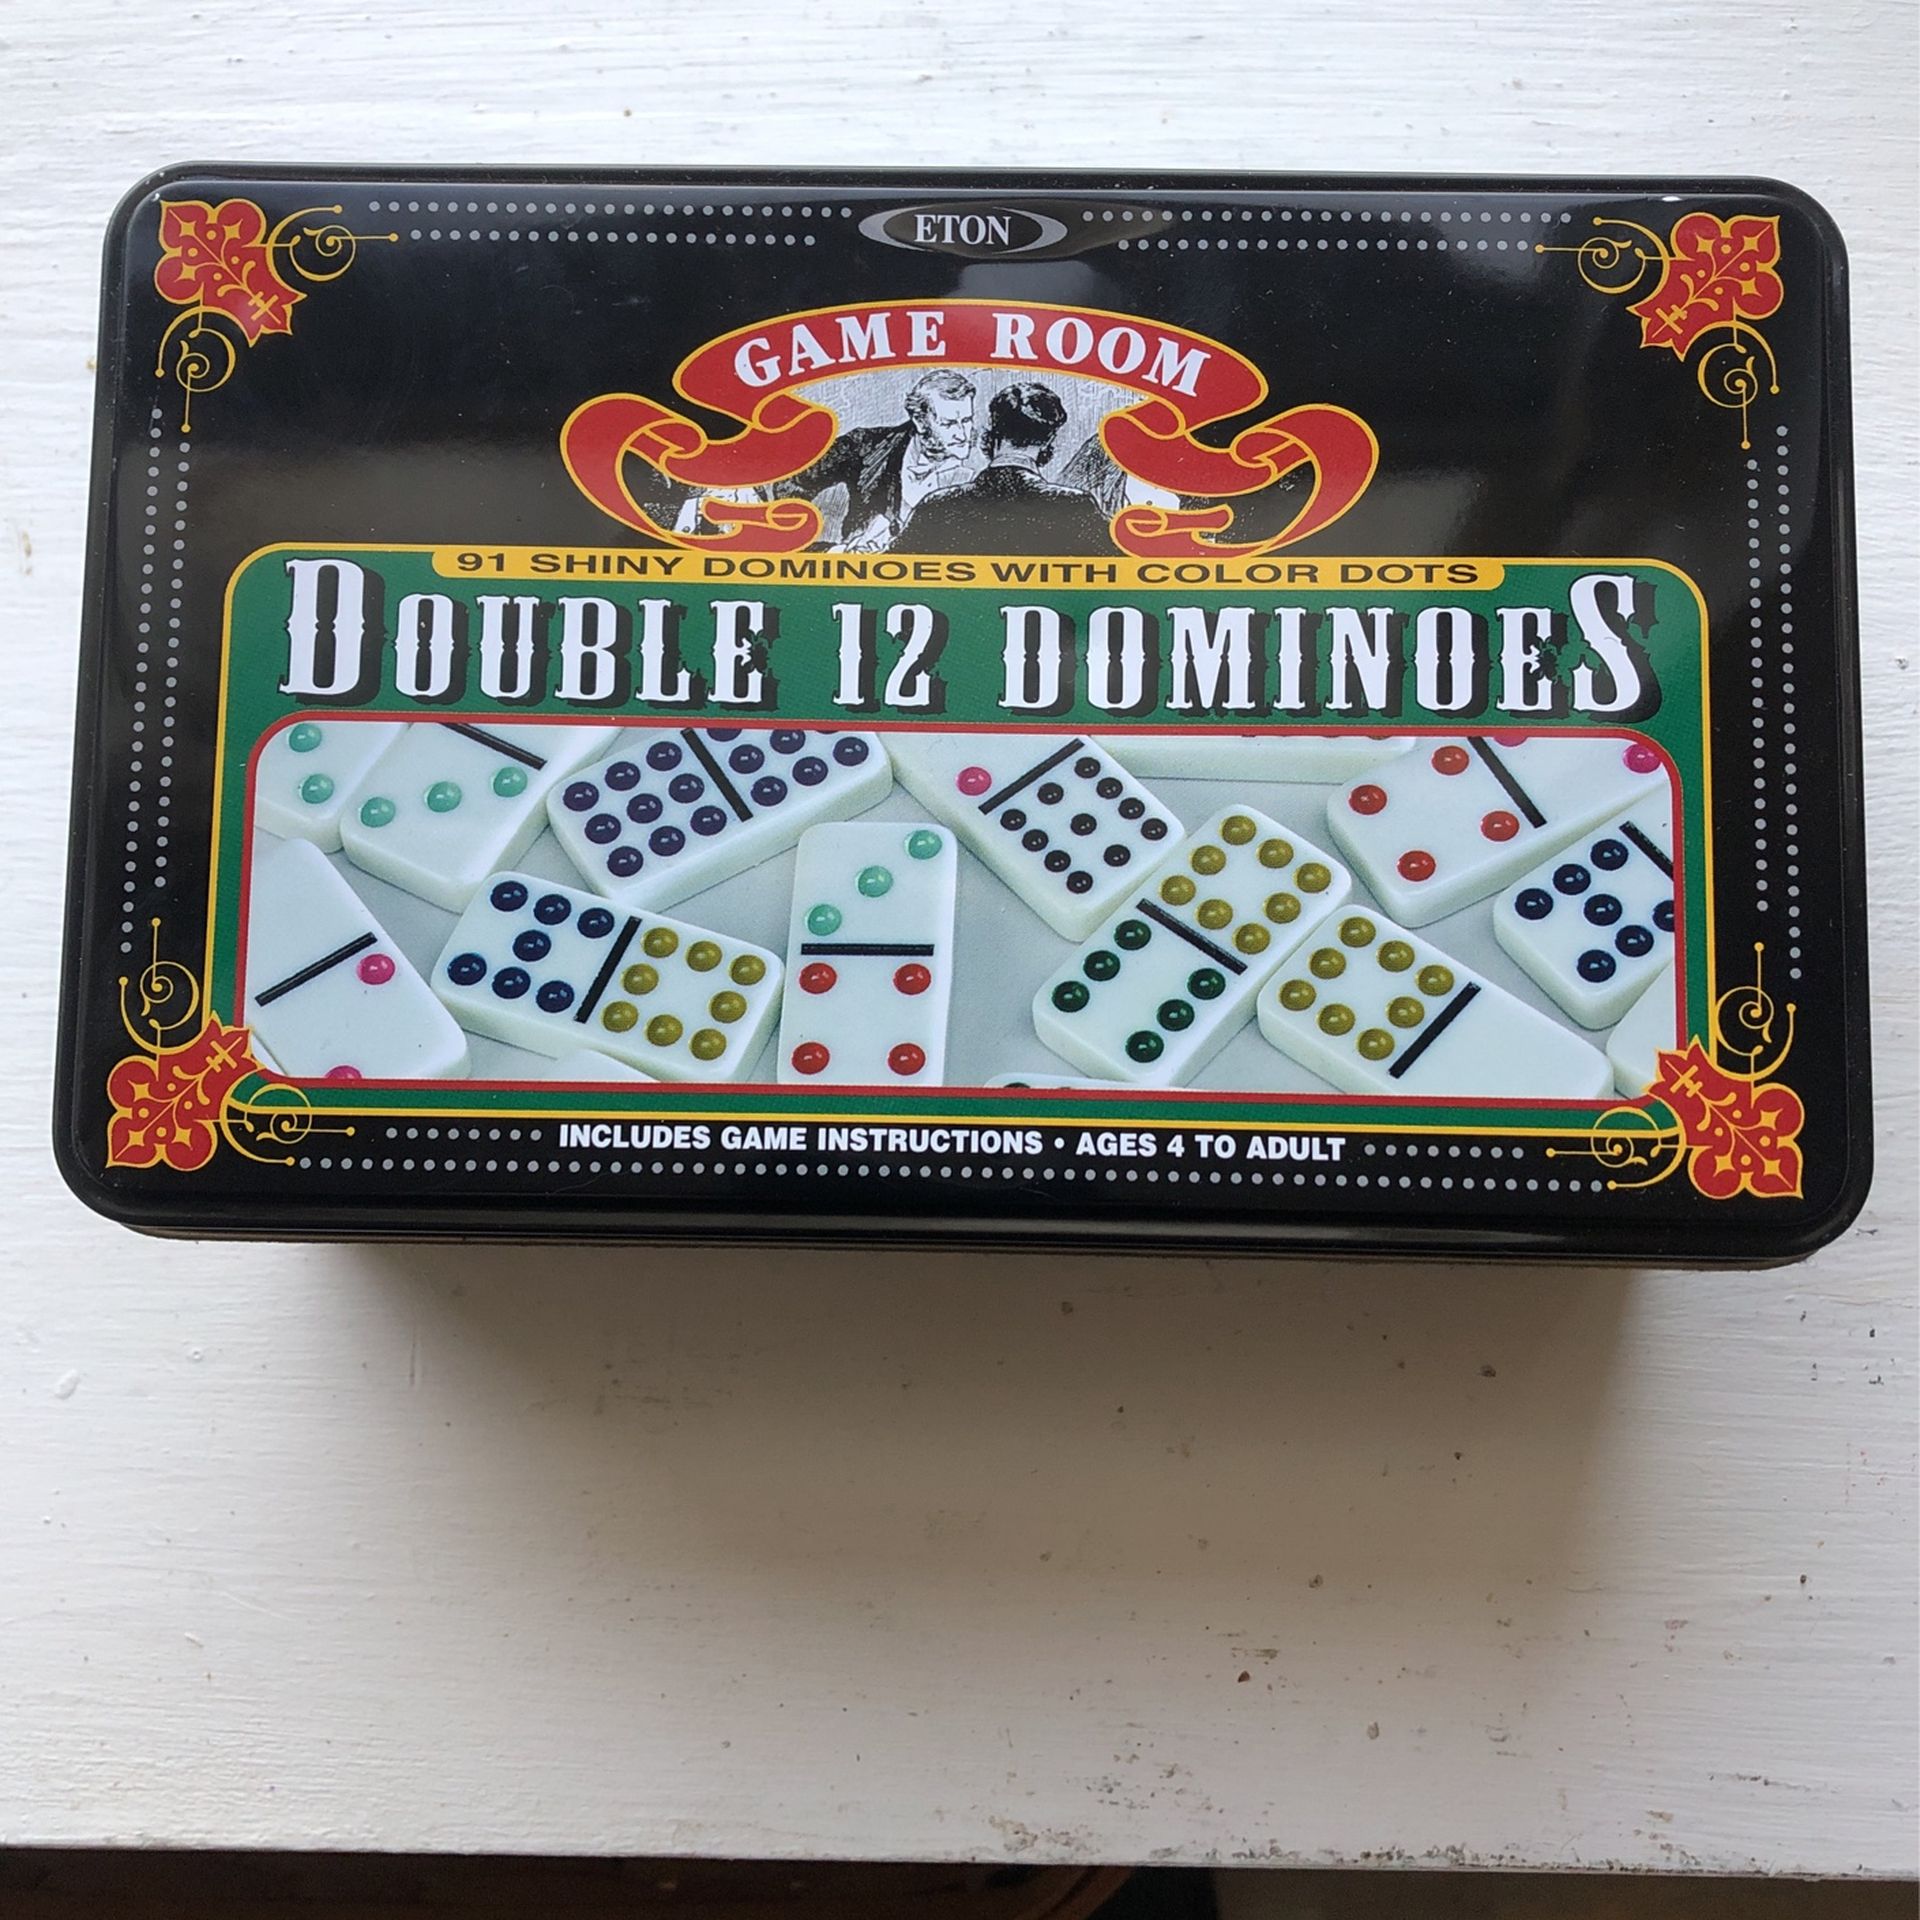 ETON
GAME ROOM
91 SHINY DOMINOES WITH COLOR DOTS
DOUBLE 12 DOMINOES
INCLUDES GAME INSTRUCTIONS • AGES 4 TO ADULT